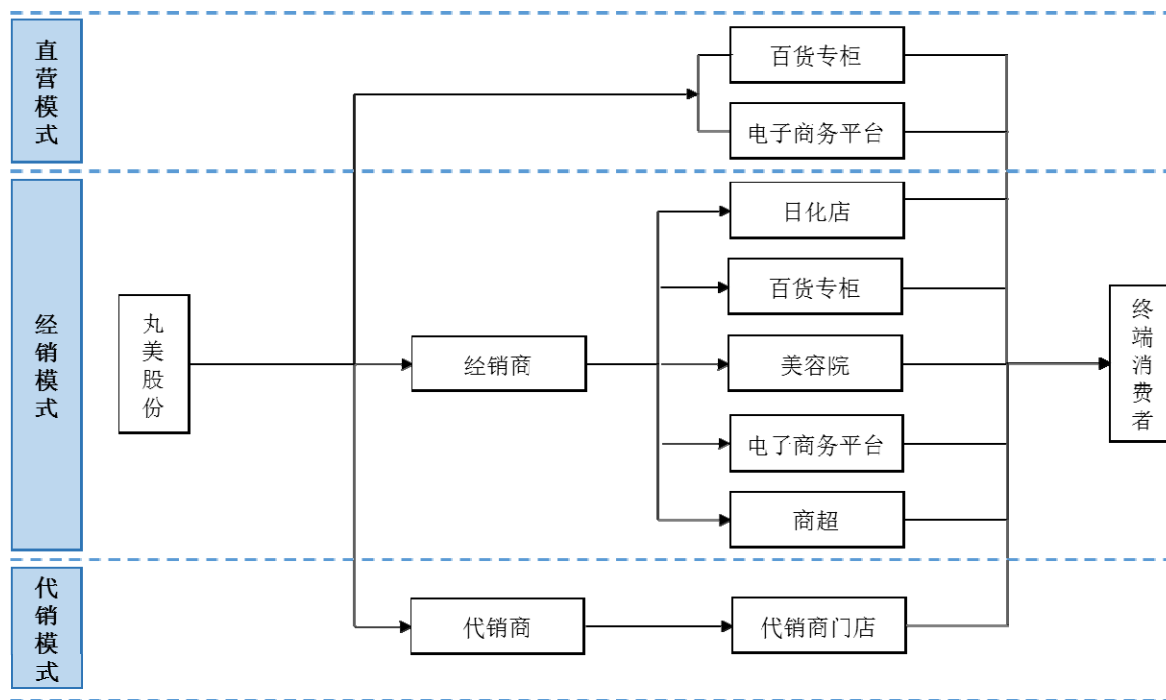 直营模式
百货专柜
电子商务平台
经销模式
丸美股份
经销商
日化店
百货专柜
美容院
电了商务平台
商超
终端消费者
代销模式
代销商
代销商门店